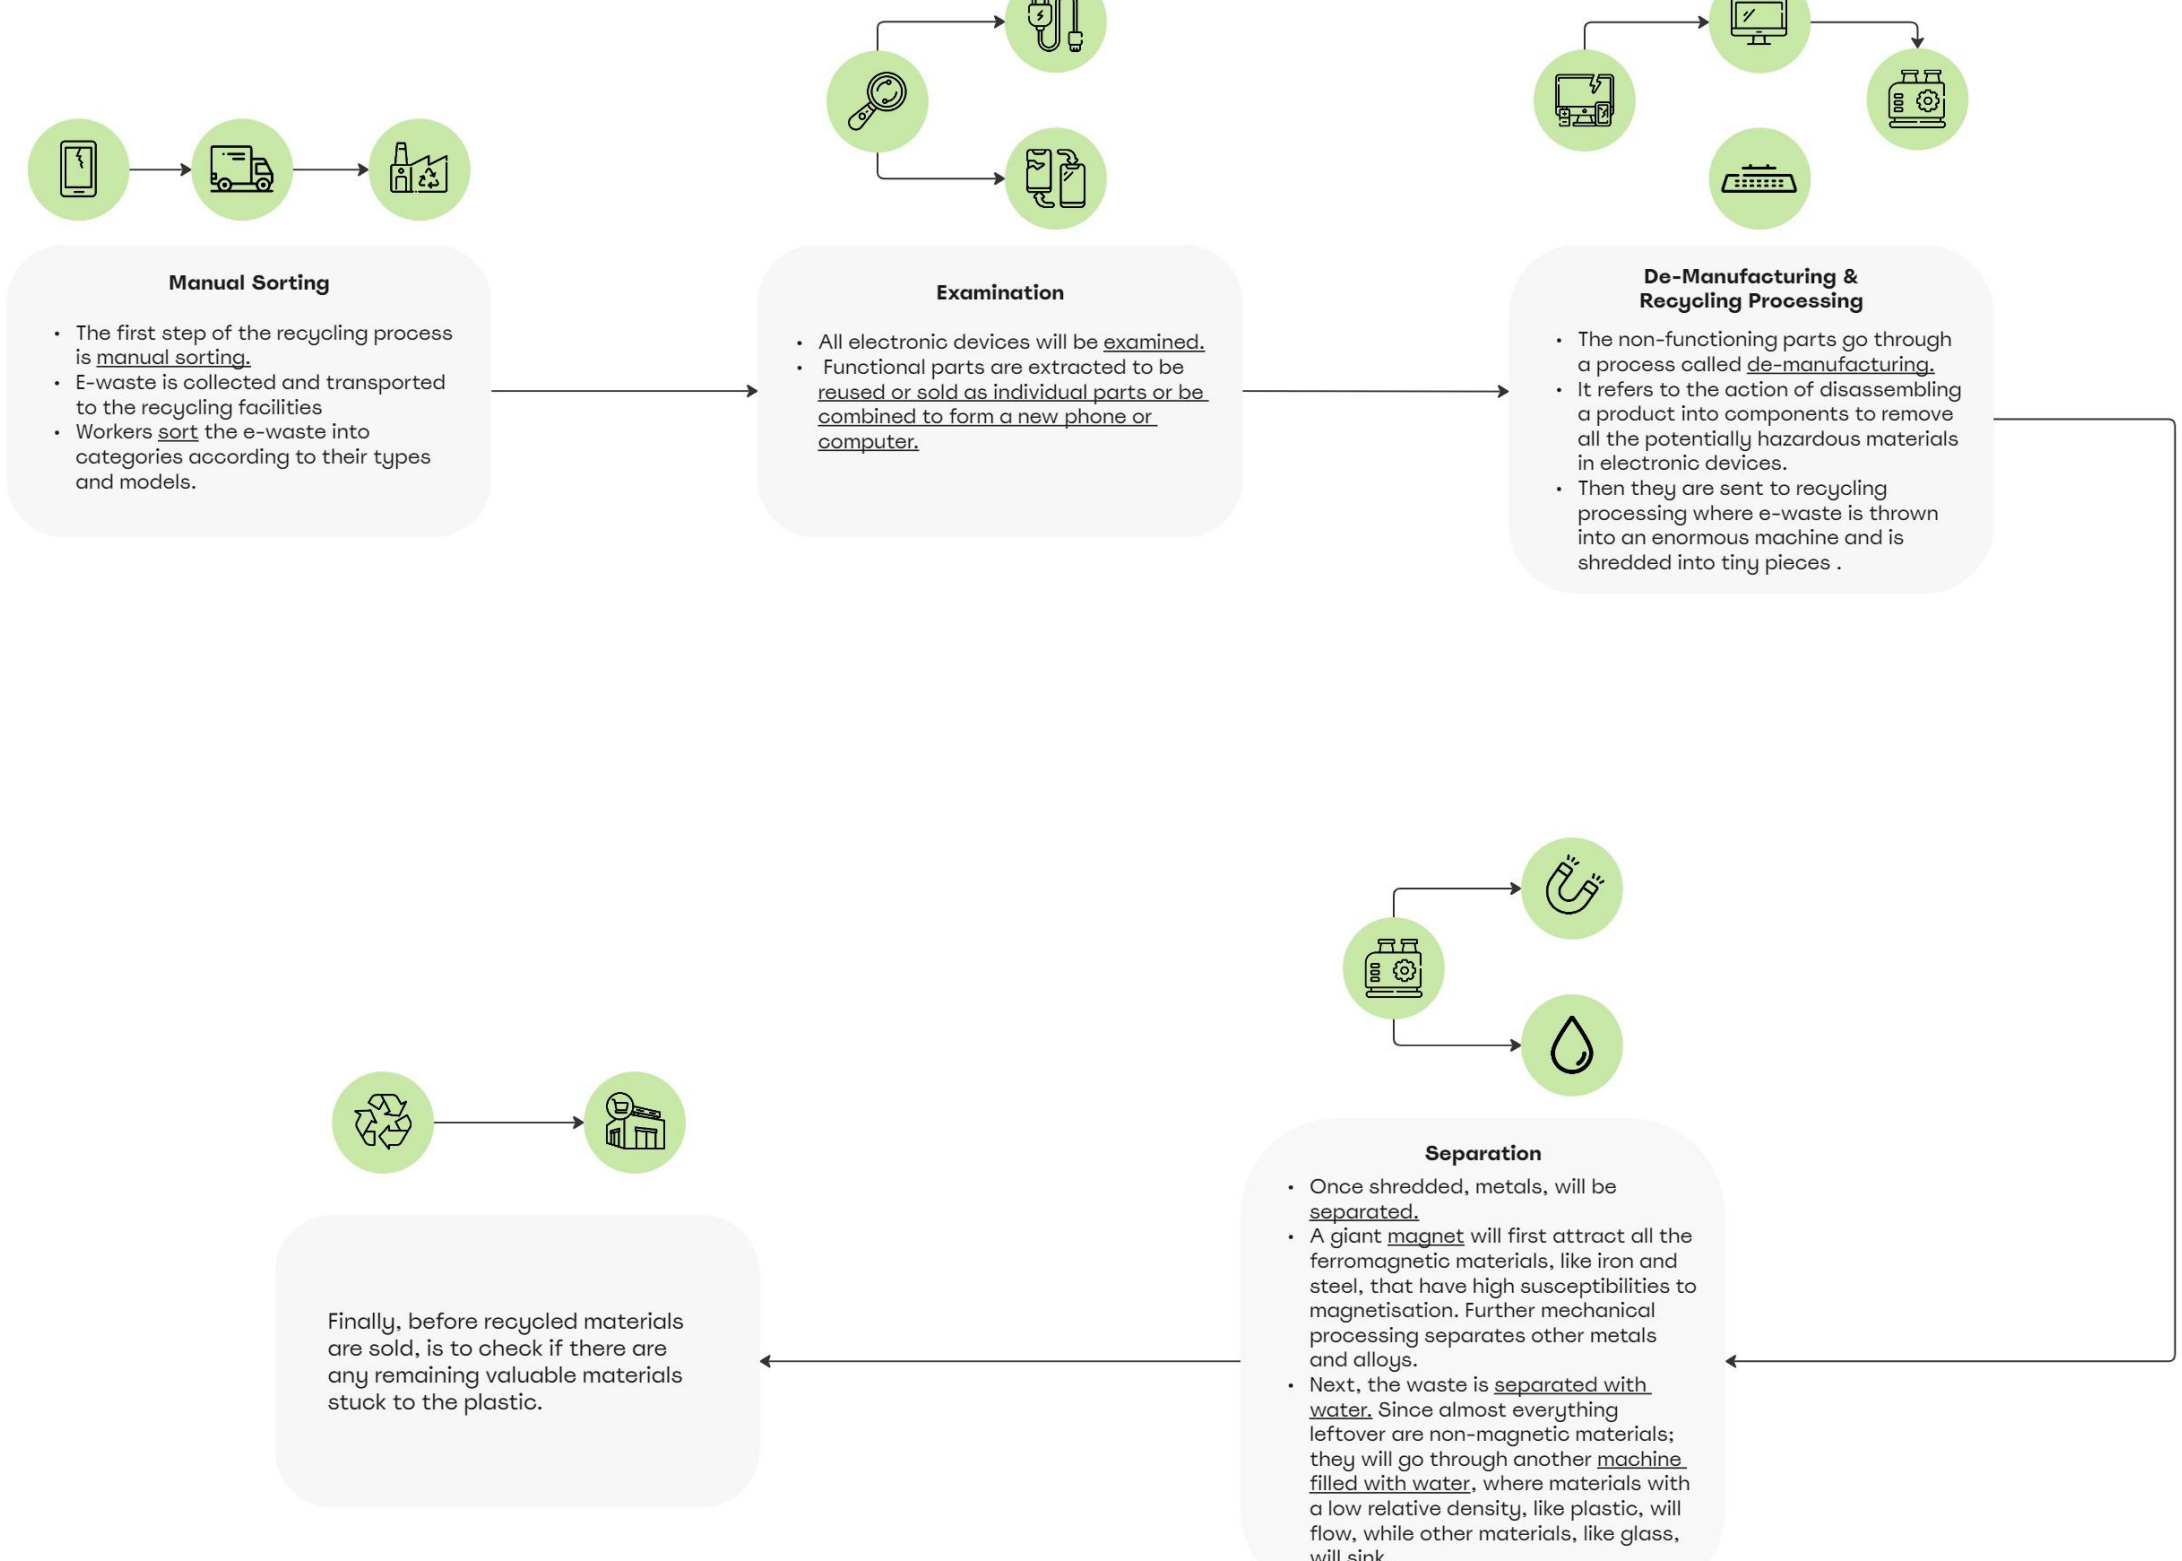 Manual Sorting
• The first step of the recycling process
is manual sorting.
• E-waste is collected and transported
to the recycling facilities
• Workers sort the e-waste into
categories according to their types
and models.
Examination
• All electronic devices will be examined.
• Functional parts are extracted to be
reused or sold as individual parts or be
combined to form a new phone or
computer.
De-Manufacturing &
Recycling Processing
• The non-functioning parts go through
a process called de-manufacturing.
• It refers to the action of disassembling
a product into components to remove
all the potentially hazardous materials
in electronic devices.
• Then they are sent to recycling
processing where e-waste is thrown
into an enormous machine and is
shredded into tiny pieces .
Separation
• Once shredded, metals, will be
separated.
• A giant magnet will first attract all the
ferromagnetic materials, like iron and
steel, that have high susceptibilities to
magnetisation. Further mechanical
processing separates other metals
and alloys.
• Next, the waste is separated with
water. Since almost everything
leftover are non-magnetic materials;
they will go through another machine
filled with water, where materials with
a low relative density, like plastic, will
flow, while other materials, like glass,
will sink
Finally, before recycled materials
are sold, is to check if there are
any remaining valuable materials
stuck to the plastic.